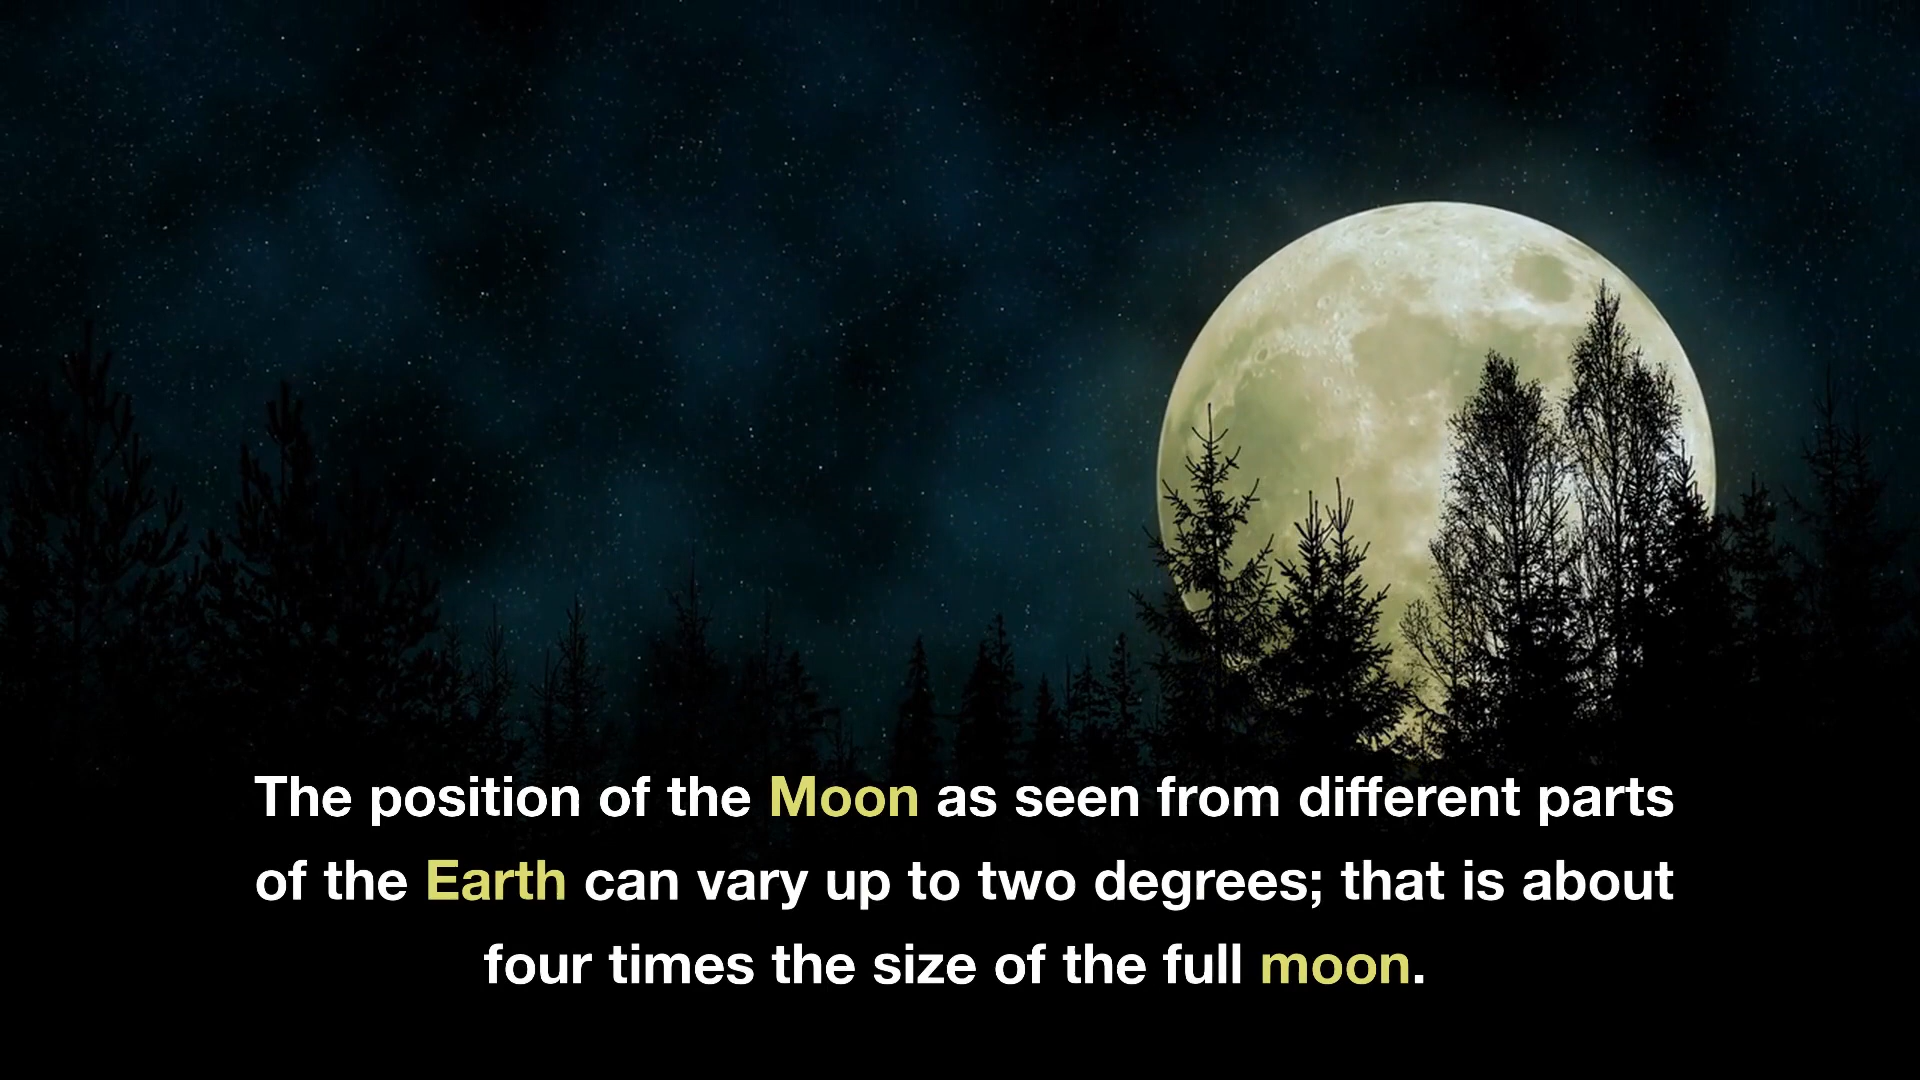 The position of the Moon as seen from different parts
of the Earth can vary up to two degrees; that is about
four times the size of the full moon.